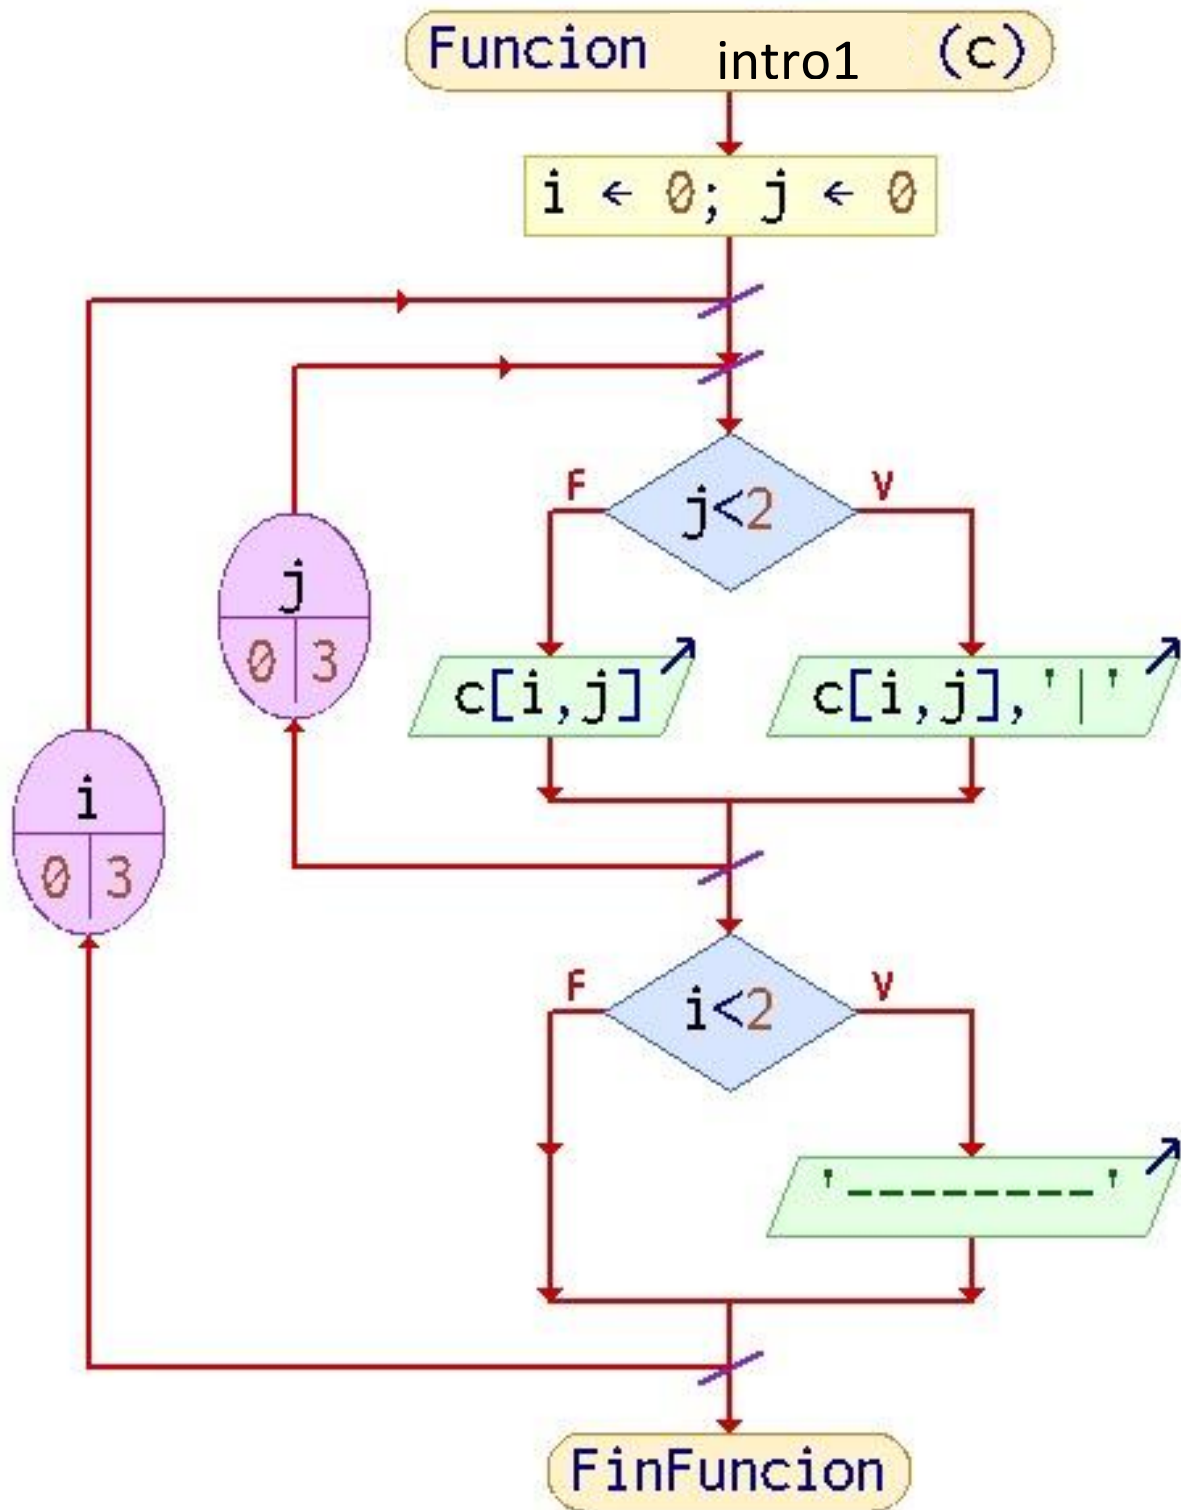 Funcion intro1 (c)
i ← 0; j ← 0
F
V
j<2
j
0 3
c[i,j]
c[i,j],'|'
i
0 3
F
V
i<2
'---------'
FinFuncion